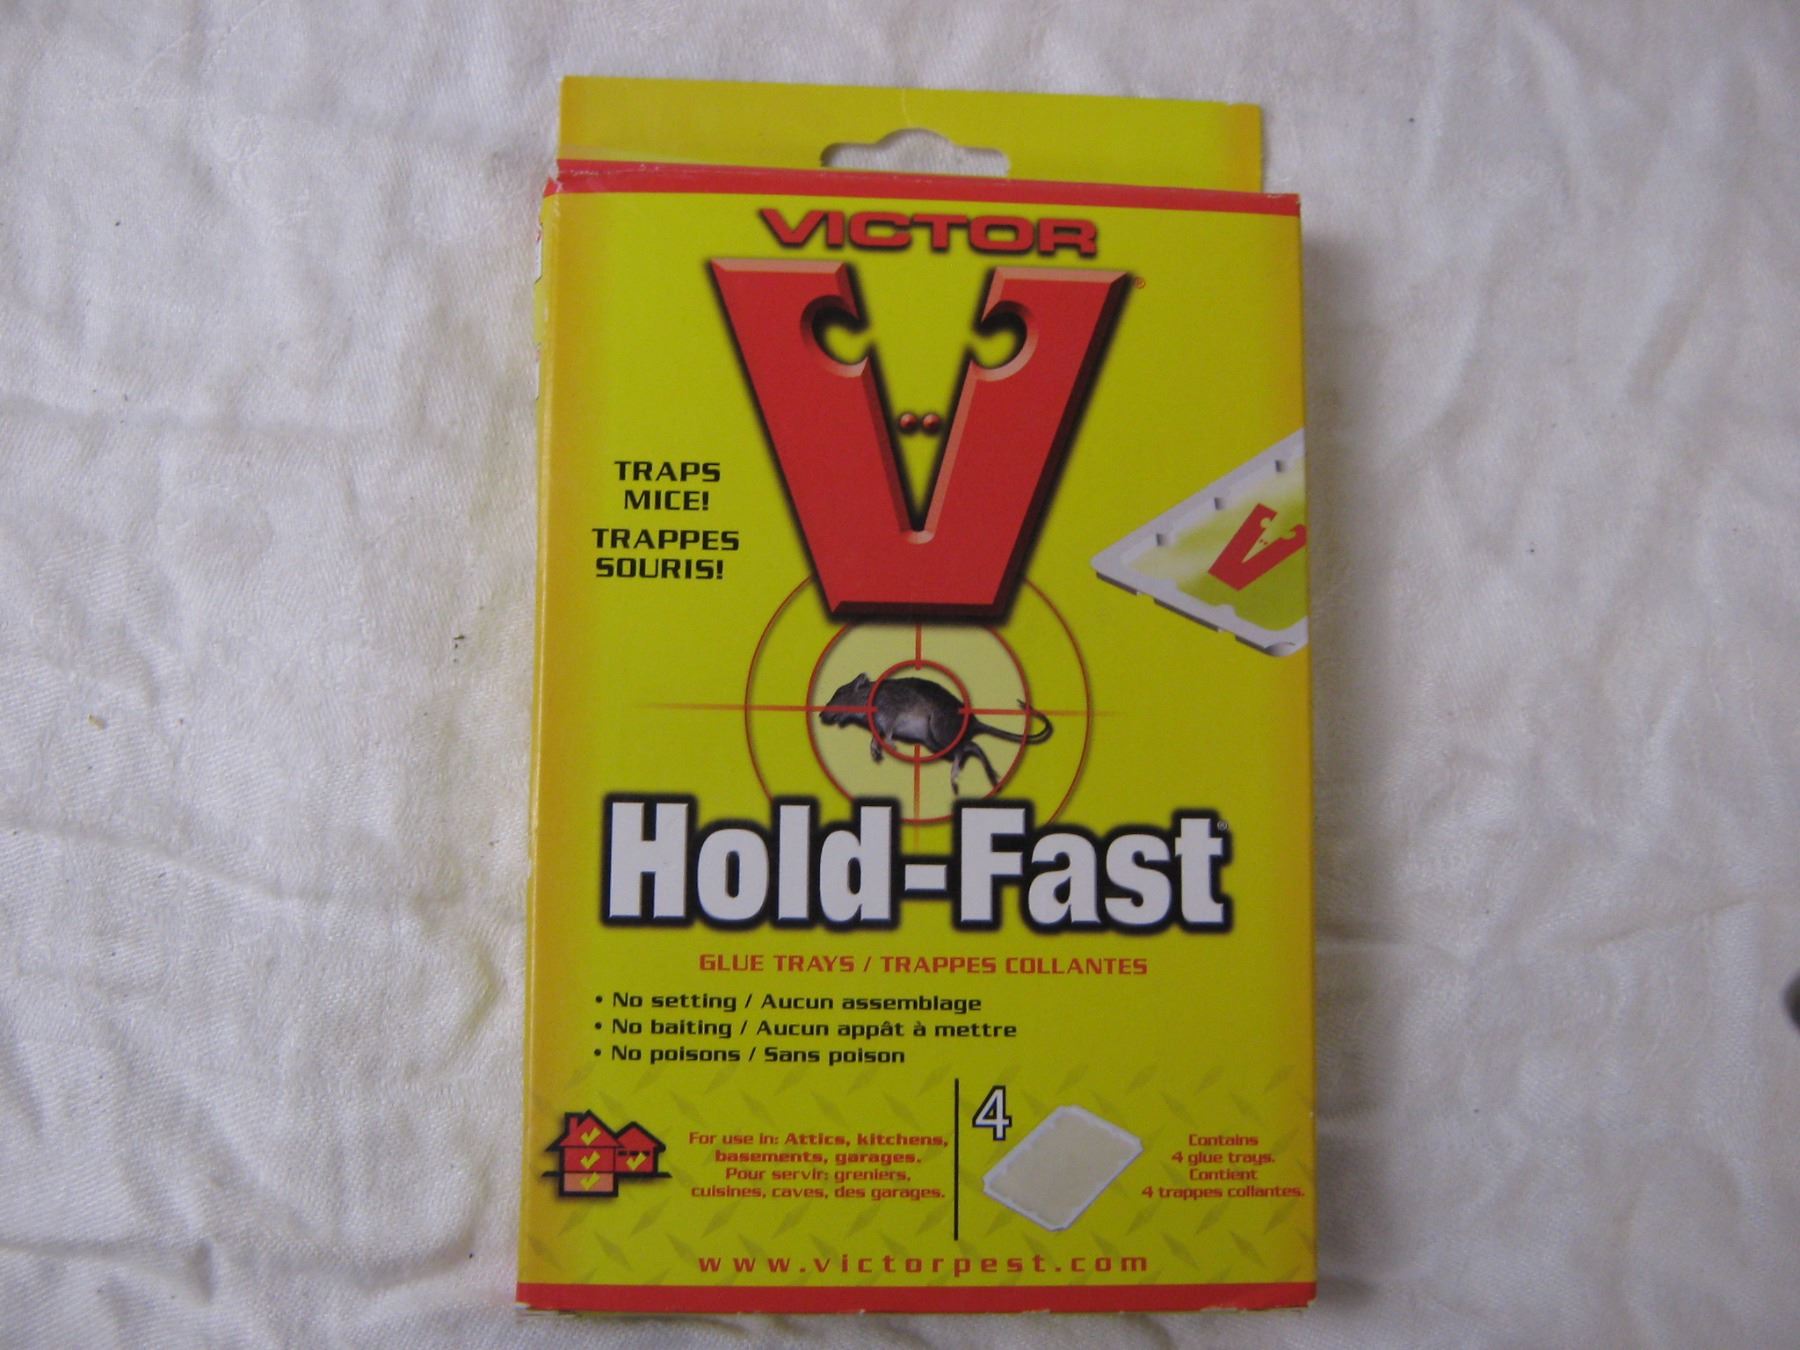 VICTOR
V
®
TRAPS
MICE!
TRAPPES
SOURIS!
V
Hold-Fast®
GLUE TRAYS / TRAPPES COLLANTES
• No setting / Aucun assemblage
• No baiting / Aucun appât à mettre
• No poisons / Sans poison
For use in: Attics, kitchens,
basements, garages.
Pour servir: greniers,
cuisines, caves, des garages.
4
Contains
4 glue trays.
Contient
4 trappes collantes.
www.victorpest.com